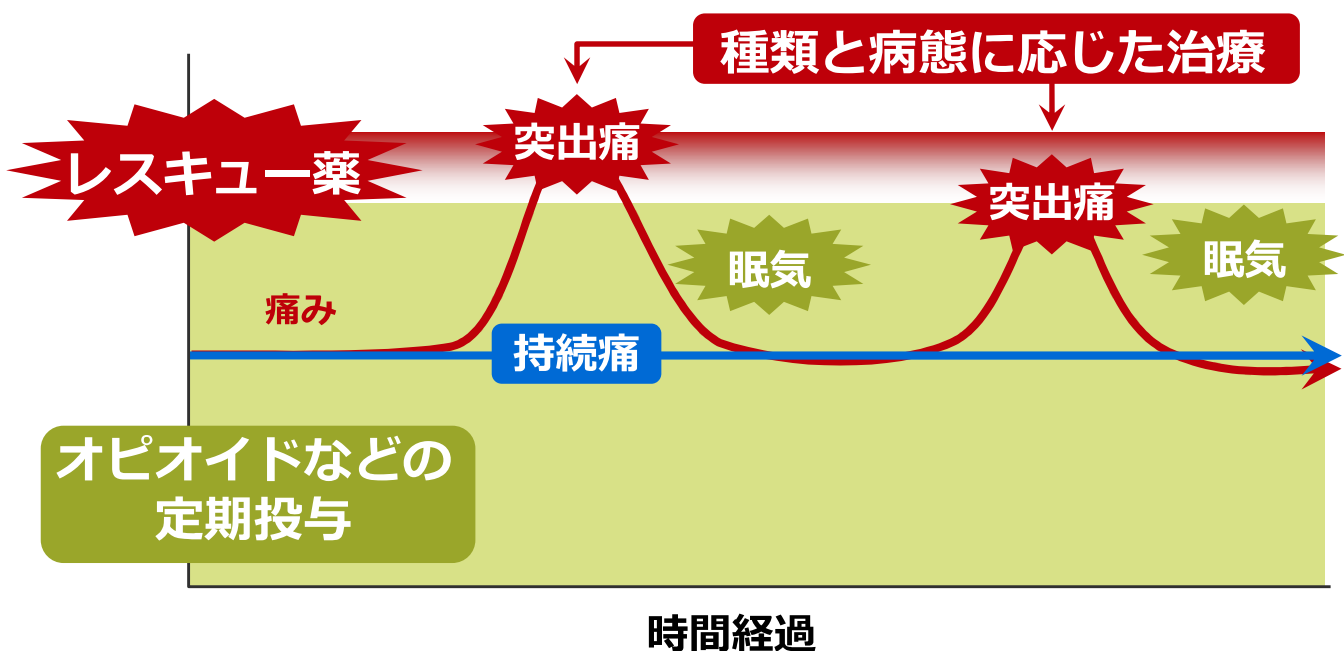 種類と病態に応じた治療
レスキュー薬
突出痛
突出痛
眠気
眠気
痛み
持続痛
オピオイドなどの
定期投与
時間経過